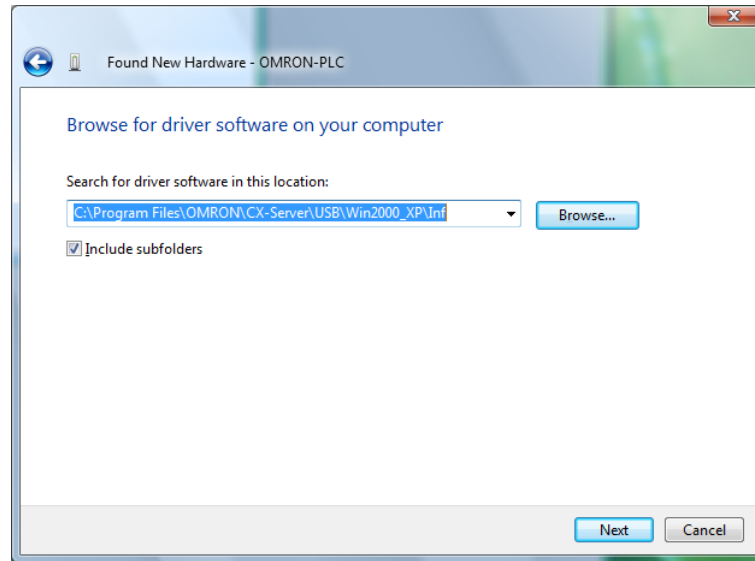 Found New Hardware - OMRON-PLC
Browse for driver software on your computer
Search for driver software in this location:
C:\Program Files\OMRON\CX-Server\USB\Win2000_XP\Inf
Browse...
Include subfolders
Next
Cancel